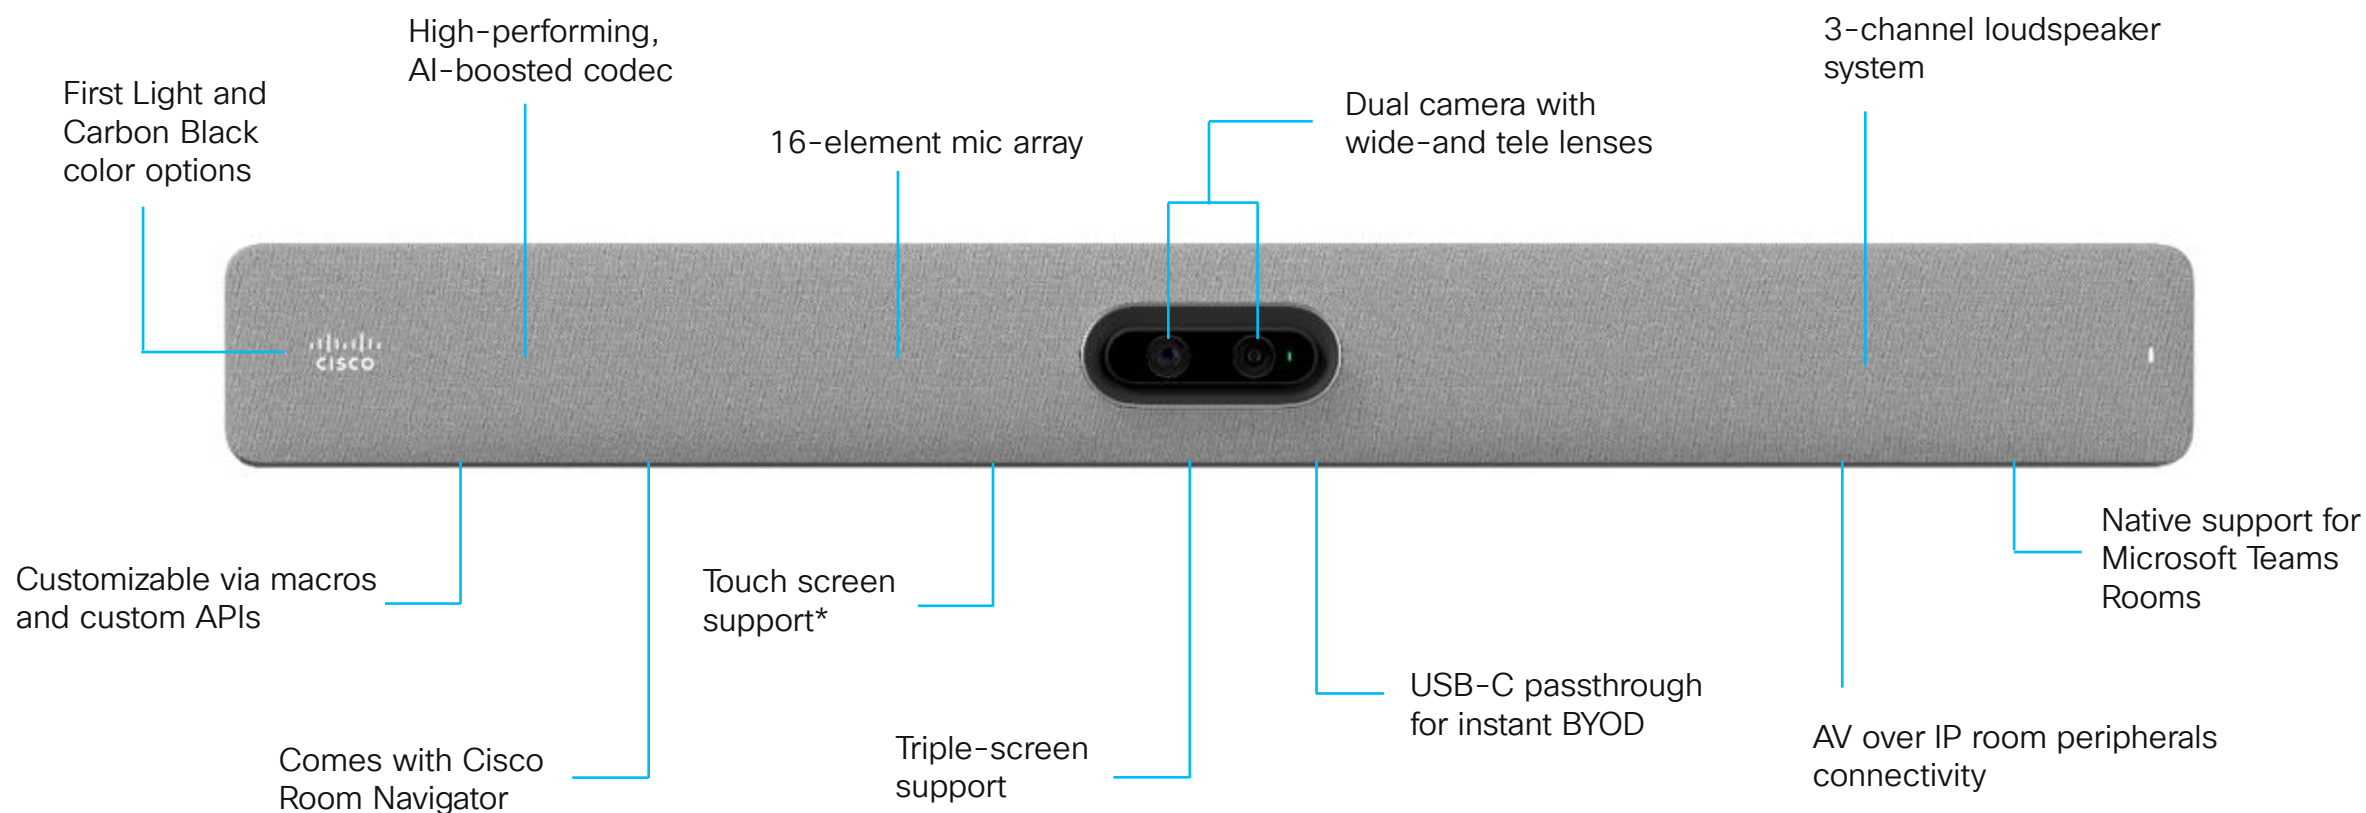 High-performing,
AI-boosted codec
3-channel loudspeaker
system
First Light and
Carbon Black
color options
Dual camera with
wide-and tele lenses
16-element mic array
CISCO
Native support for
Microsoft Teams
Rooms
Customizable via macros
and custom APIs
Touch screen
support*
USB-C passthrough
for instant BYOD
AV over IP room peripherals
connectivity
Triple-screen
support
Comes with Cisco
Room Navigator